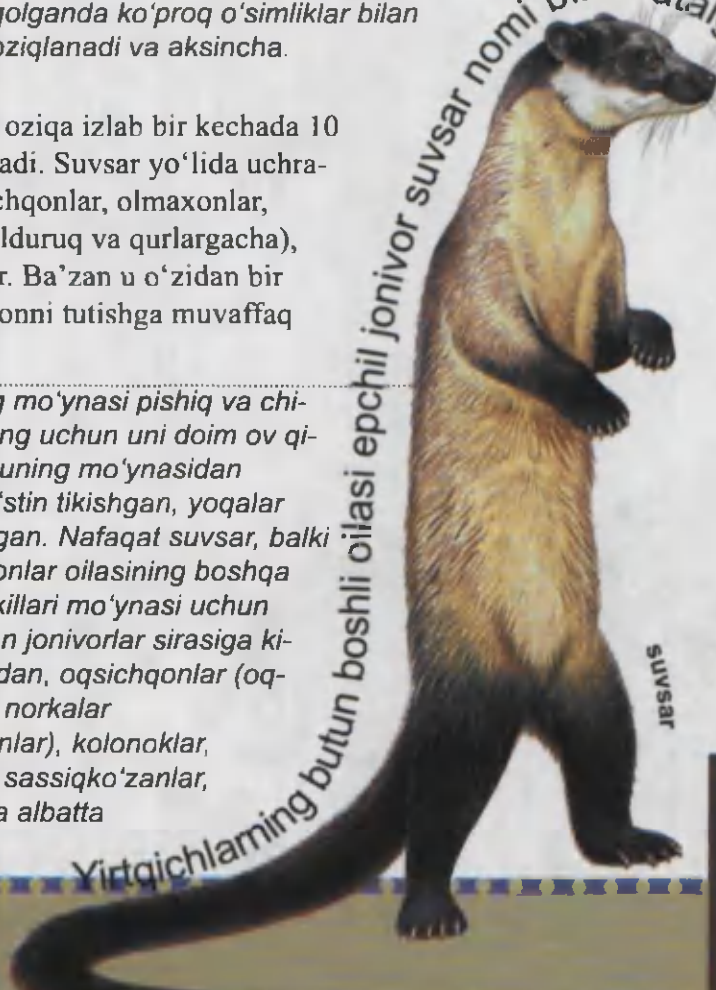 qolganda ko‘proq o‘simliklar bilan
oziqlanadi va aksincha.
oziqa izlab bir kechada 10
adi. Suvsar yo‘lida uchra-
chqonlar, olmaxonlar,
lduruq va qurlargacha),
r. Ba’zan u o‘zidan bir
onni tutishga muvaffaq
g mo‘ynasi pishiq va chi-
ng uchun uni doim ov qi-
uning mo‘ynasidan
‘stin tikishgan, yoqalar
gan. Nafaqat suvsar, balki
onlar oilasining boshqa
killari mo‘ynasi uchun
n jonivorlar sirasiga ki-
dan, oqsichqonlar (oq-
norkalar
nlar), kolonoklar,
sassiqko‘zanlar,
a albatta
Yirtqichlarning butun boshli oilasi epchil jonivor suvsar nomi
suvsar